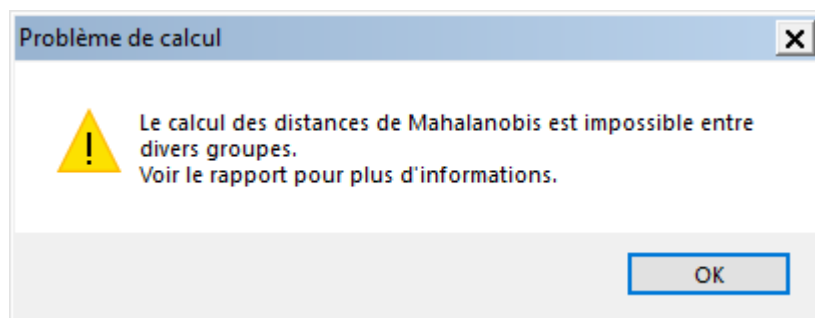 Problème de calcul
Le calcul des distances de Mahalanobis est impossible entre
divers groupes.
Voir le rapport pour plus d'informations.
OK